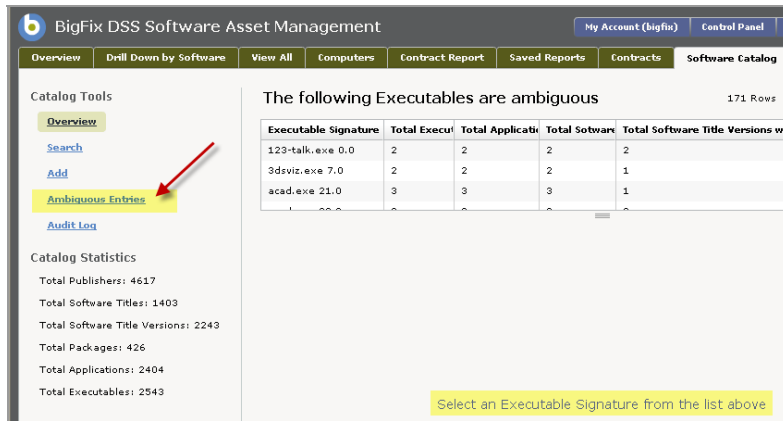 b BigFix DSS Software Asset Management
My Account (bigfix) Control Panel
Overview Drill Down by Software View All Computers Contract Report Saved Reports Contracts Software Catalog
Catalog Tools
Overview
Search
Add
Ambiguous Entries
Audit Log
Catalog Statistics
Total Publishers: 4617
Total Software Titles: 1403
Total Software Title Versions: 2243
Total Packages: 426
Total Applications: 2404
Total Executables: 2543
The following Executables are ambiguous
171 Rows
Executable Signature Total Execut Total Applicatio Total Sotware Total Software Title Versions w
123-talk.exe 0.0 2 2 2 2
3dsviz.exe 7.0 2 2 2 1
acad.exe 21.0 3 3 3 1
Select an Executable Signature from the list above